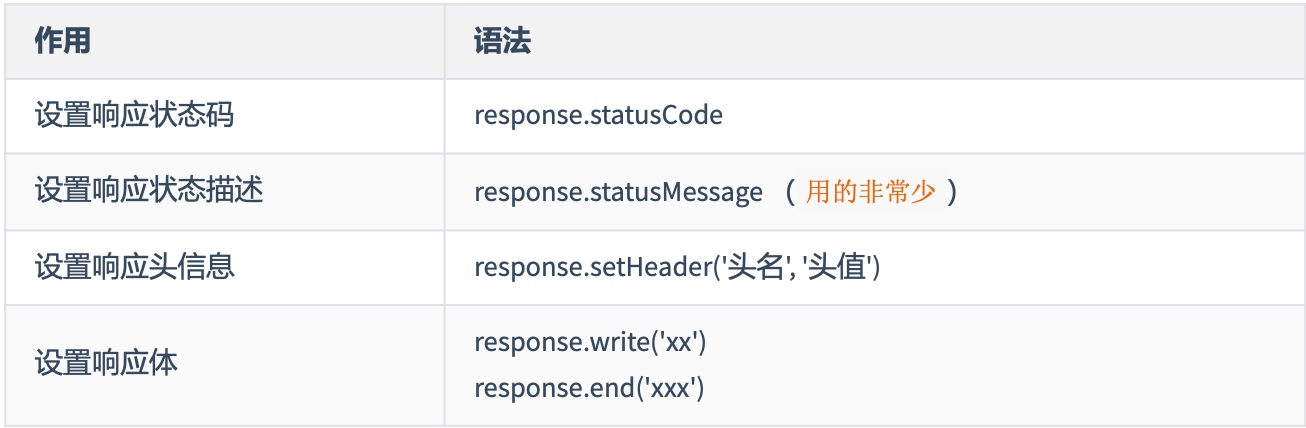 作用 语法
设置响应状态码 response.statusCode
设置响应状态描述 response.statusMessage （ 用的非常少 ）
设置响应头信息 response.setHeader('头名', '头值')
设置响应体 response.write('xx')
response.end('xxx')